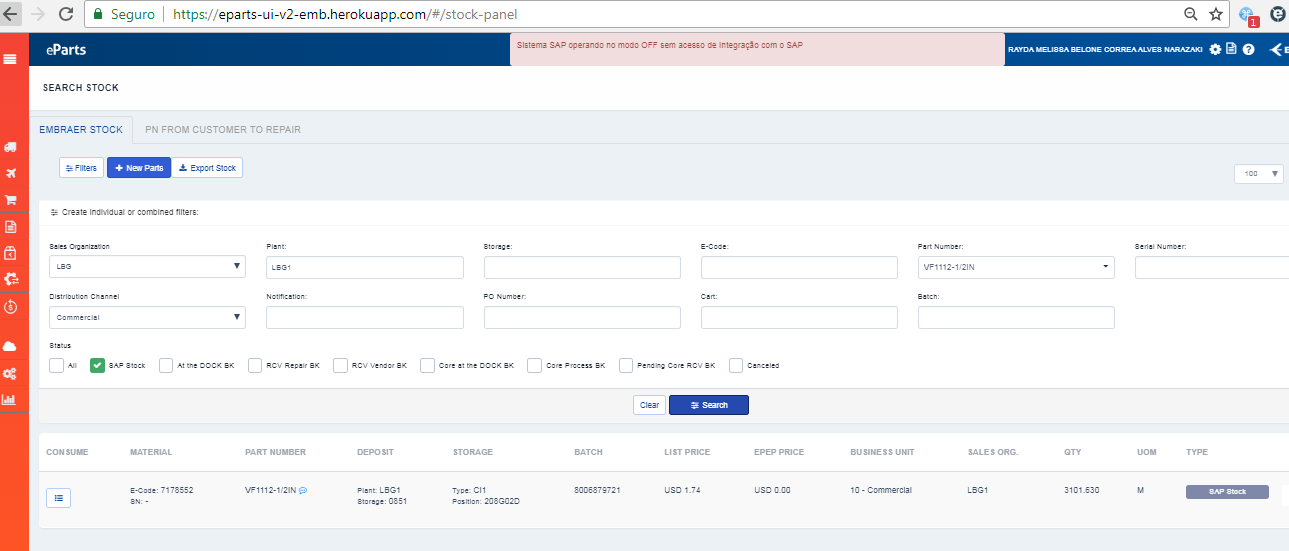 Seguro https://eparts-ui-v2-emb.herokuapp.com/#/stock-panel
1
eParts
Sistema SAP operando no modo OFF sem acesso de integração com o SAP
RAYDA MELISSA BELONE CORREA ALVES NARAZAKI
SEARCH STOCK
EMBRAER STOCK PN FROM CUSTOMER TO REPAIR
Filters + New Parts Export Stock
100
Create individual or combined filters:
Sales Organization Plant: Storage: E-Code: Part Number: Serial Number:
LBG LBG1 VF1112-1/2IN
Distribution Channel Notification: PO Number: Cart: Batch:
Commercial
Status
All SAP Stock At the DOCK BK RCV Repair BK RCV Vendor BK Core at the DOCK BK Core Process BK Pending Core RCV BK Canceled
Clear Search
CONSUME MATERIAL PART NUMBER DEPOSIT STORAGE BATCH LIST PRICE EPEP PRICE BUSINESS UNIT SALES ORG. QTY UOM TYPE
E-Code: 7178552 VF1112-1/2IN Plant: LBG1 Type: CI1 8006879721 USD 1.74 USD 0.00 10 - Commercial LBG1 3101.630 M SAP Stock
SN: - Storage: 0851 Position: 208G02D